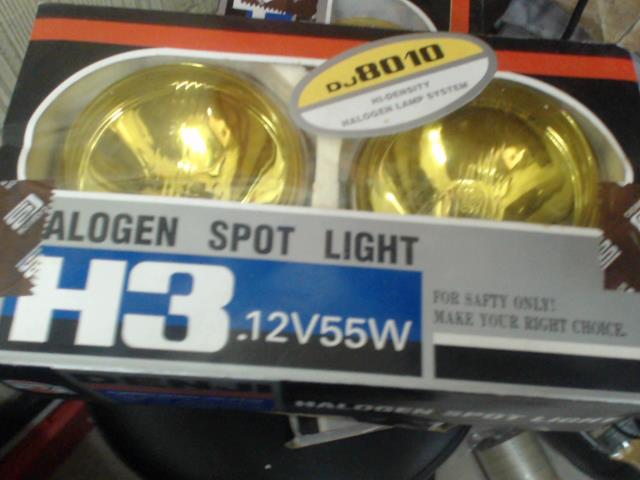 DJ8010
HI-DENSITY
HALOGEN LAMP SYSTEM
ALOGEN SPOT LIGHT
H3 .12V55W
FOR SAFTY ONLY!
MAKE YOUR RIGHT CHOICE.
HALOGEN SPOT LIGHT